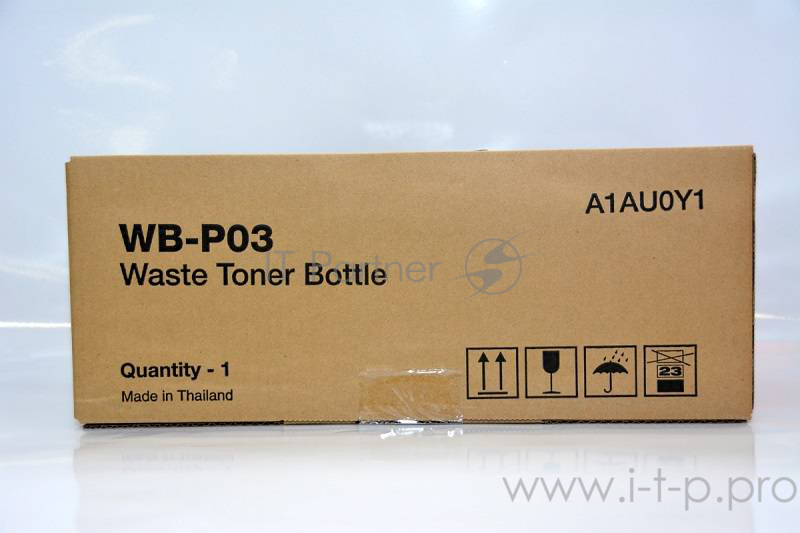 A1AU0Y1
WB-P03
Waste Toner Bottle
IT Partner
Quantity - 1
Made in Thailand
23
www.i-t-p.pro